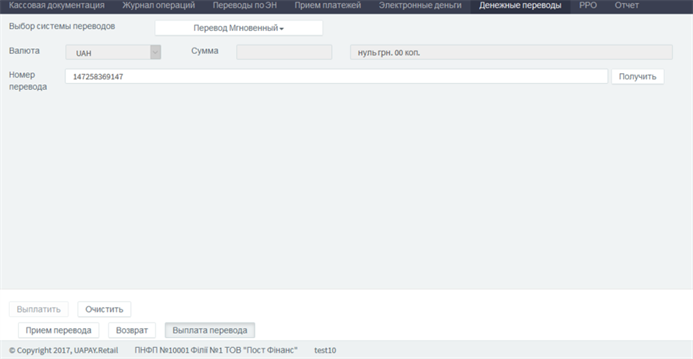 Кассовая документация Журнал операций Переводы по ЭН Прием платежей Электронные деньги Денежные переводы РРО Отчет
Выбор системы переводов Перевод Мгновенный
Валюта UAH Сумма нуль грн. 00 коп.
Номер перевода 147258369147 Получить
Выплатить Очистить
Прием перевода Возврат Выплата перевода
© Copyright 2017, UAPAY.Retail ПНФП №10001 Філії №1 ТОВ "Пост Фінанс" test10